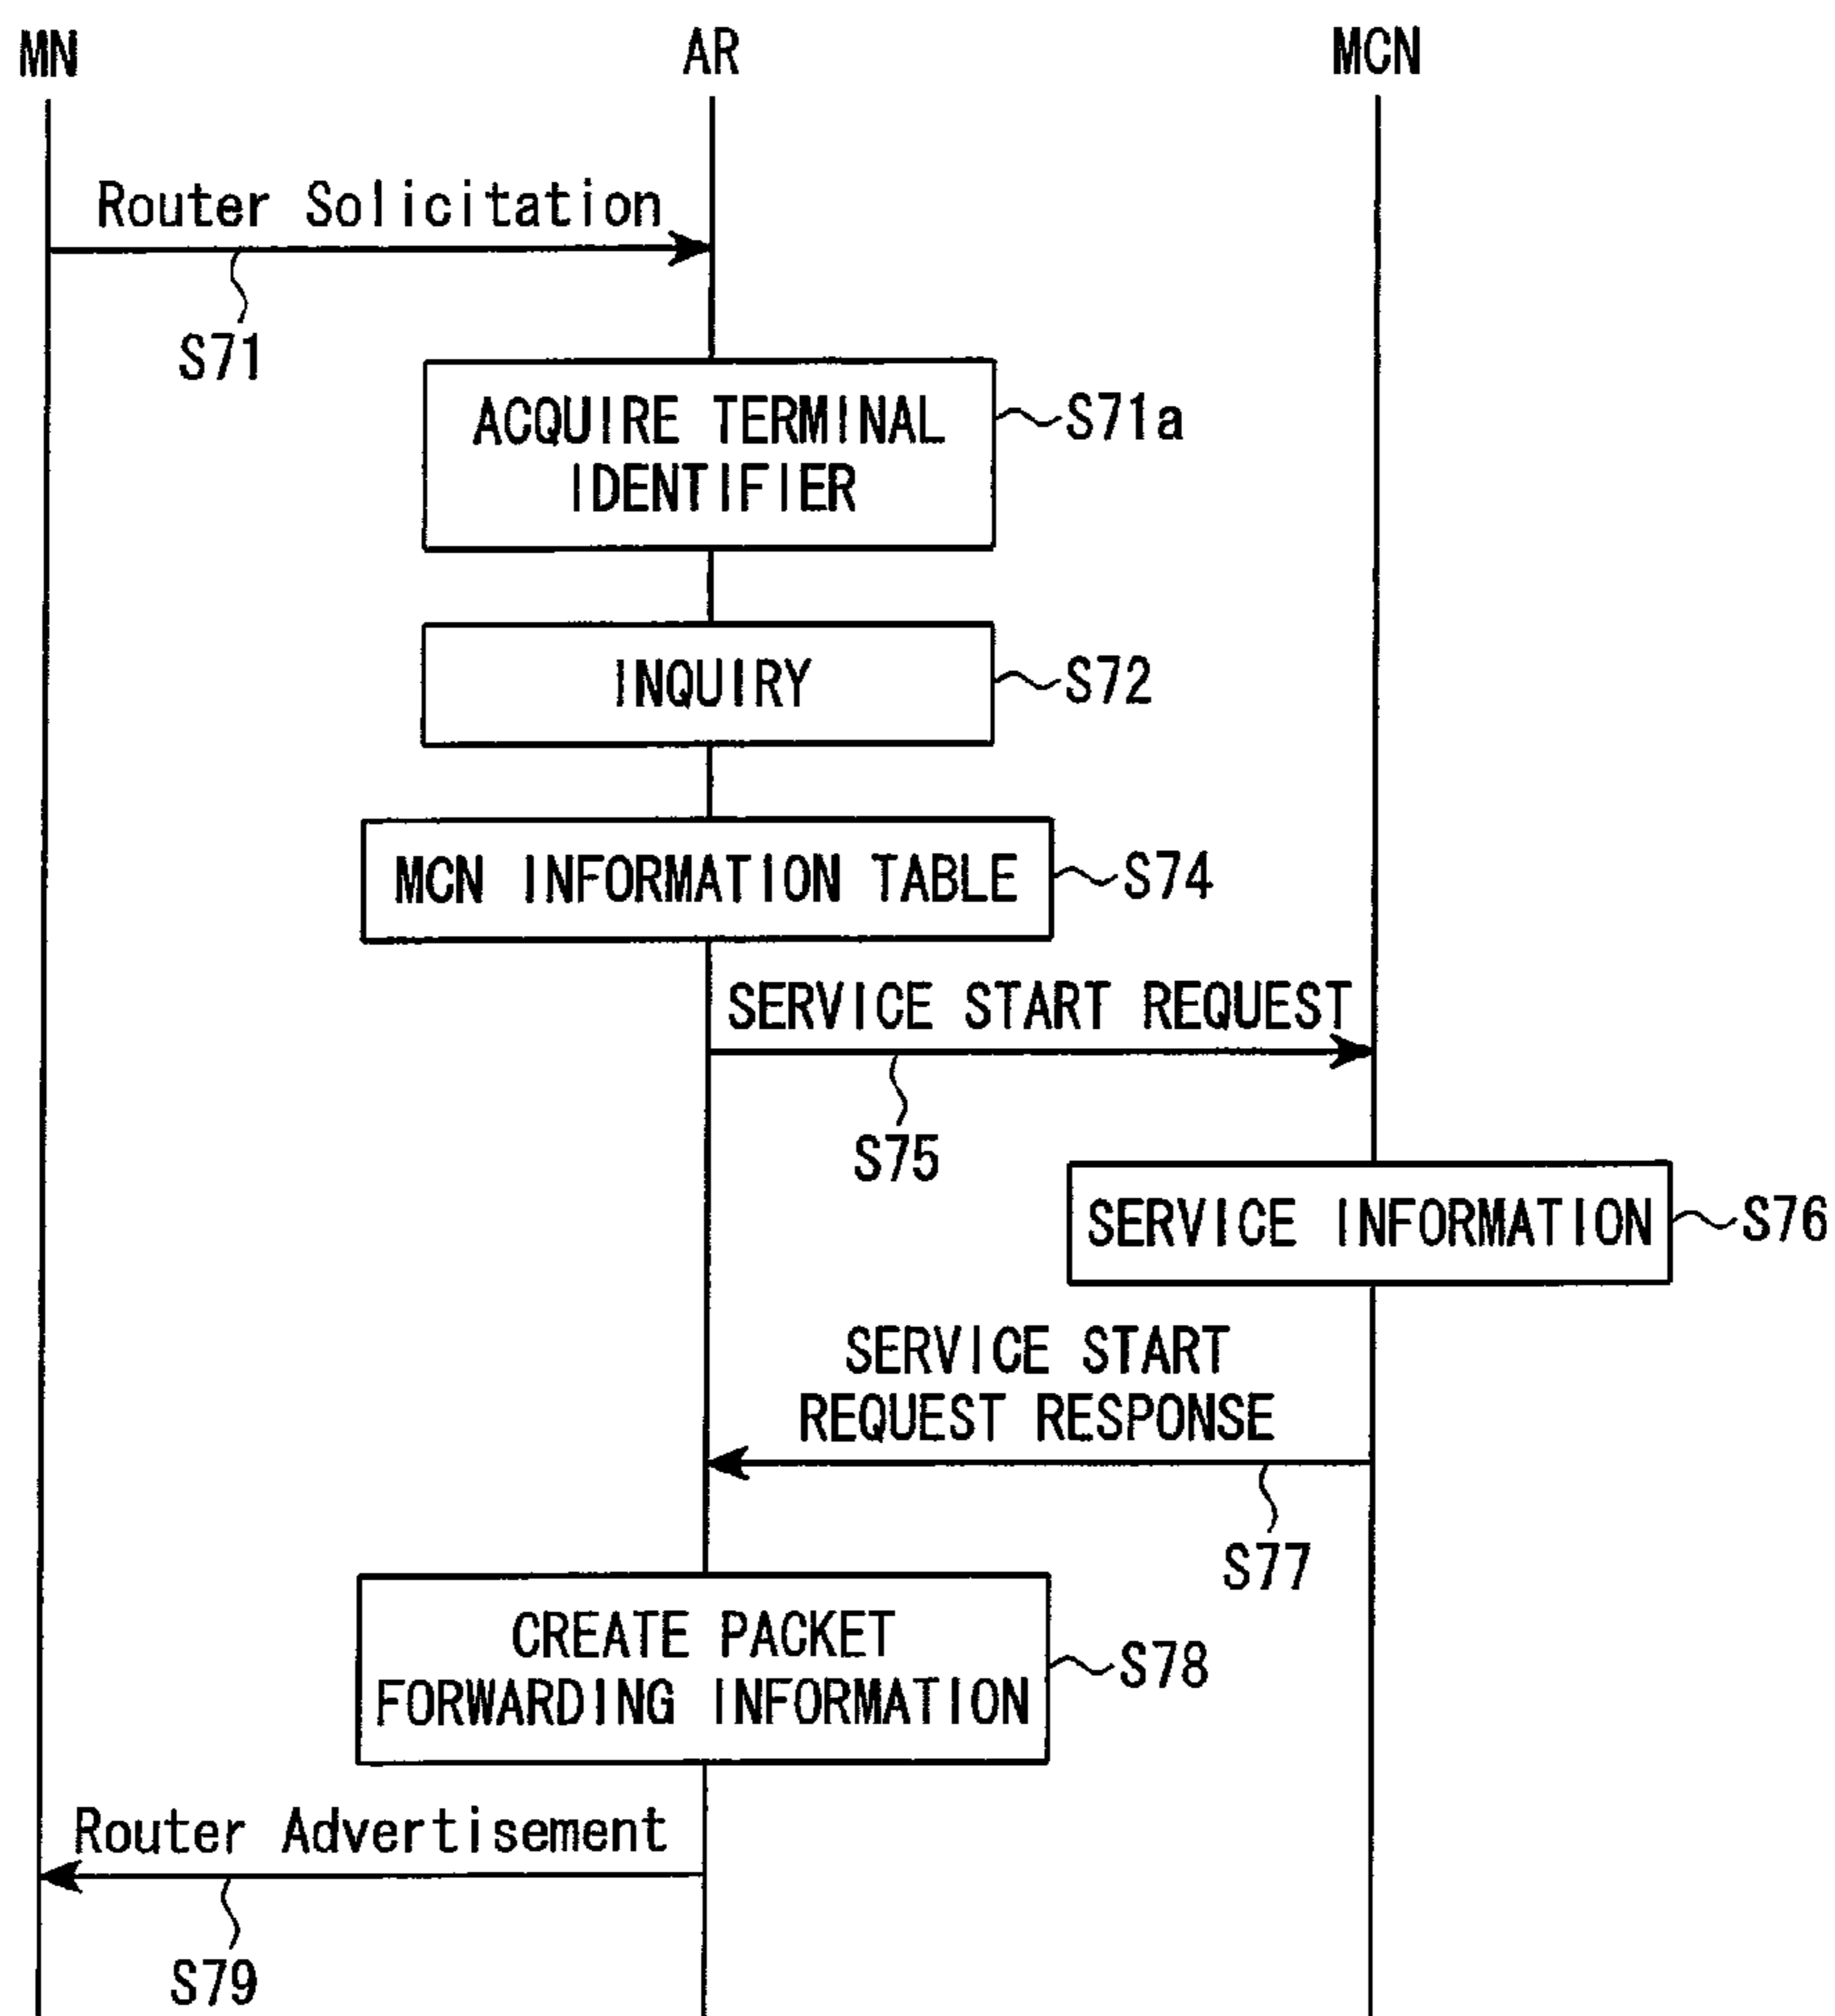 MN
AR
MCN
Router Solicitation
S71
ACQUIRE TERMINAL
IDENTIFIER
S71a
INQUIRY
S72
MCN INFORMATION TABLE
S74
SERVICE START REQUEST
S75
SERVICE INFORMATION
S76
SERVICE START
REQUEST RESPONSE
S77
CREATE PACKET
FORWARDING INFORMATION
S78
Router Advertisement
S79